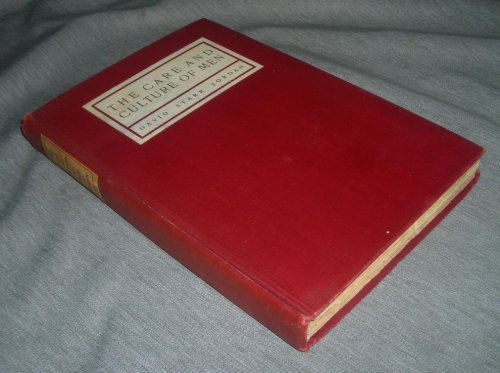 THE CARE AND
CULTURE OF MEN
DAVID STARR JORDAN